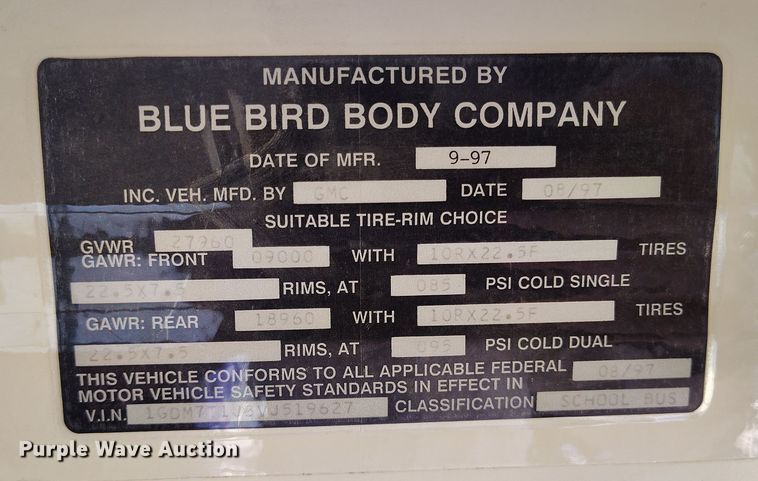 MANUFACTURED BY
BLUE BIRD BODY COMPANY
DATE OF MFR. 9-97
INC. VEH. MFD. BY GMC DATE 08/97
SUITABLE TIRE-RIM CHOICE
GVWR 27960
GAWR: FRONT 09000 WITH 10RX22.5F TIRES
22.5X7.5 RIMS, AT 085 PSI COLD SINGLE
GAWR: REAR 18960 WITH 10RX22.5F TIRES
22.5X7.5 RIMS, AT 095 PSI COLD DUAL
THIS VEHICLE CONFORMS TO ALL APPLICABLE FEDERAL 08/97
MOTOR VEHICLE SAFETY STANDARDS IN EFFECT IN
V.I.N. CLASSIFICATION SCHOOL BUS
Purple Wave Auction